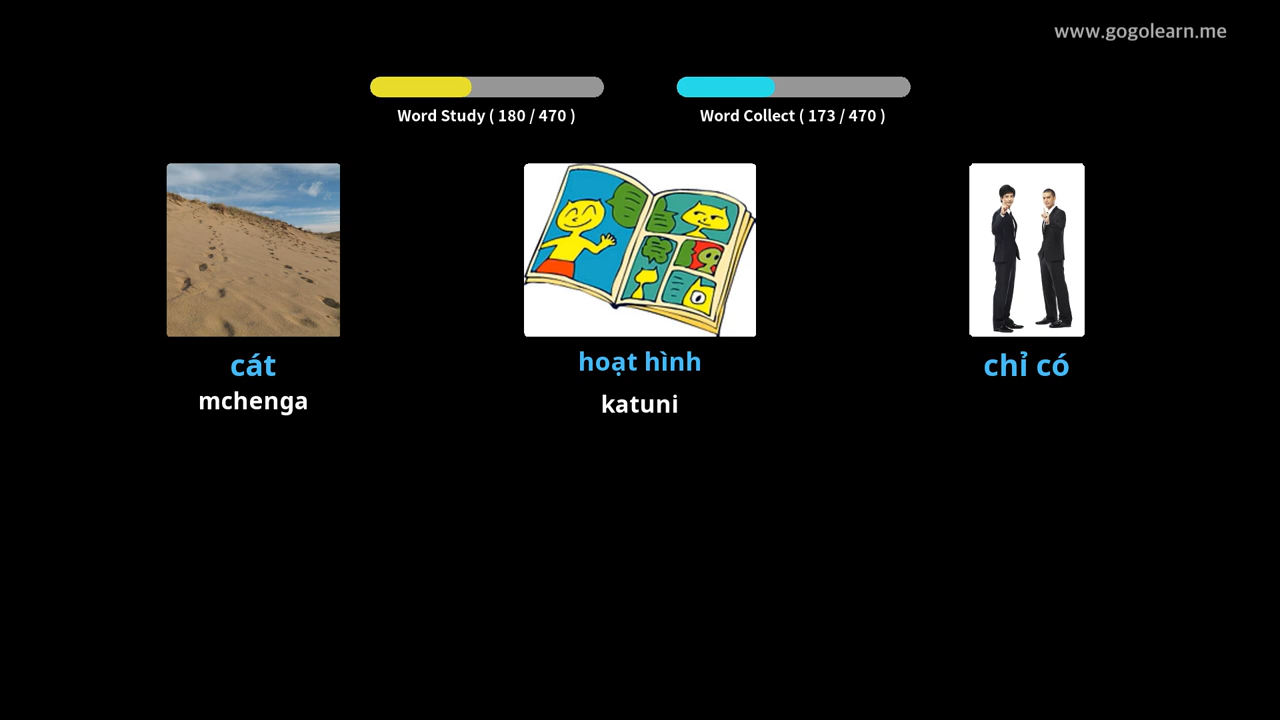 www.gogolearn.me
Word Study ( 180 / 470 )
Word Collect ( 173 / 470 )
cát
mchenga
hoạt hình
katuni
chỉ có